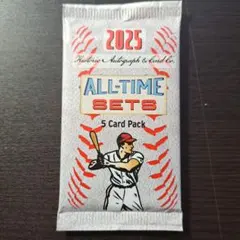 2025
Historic Autograph & Card Co.
ALL-TIME
SETS
5 Card Pack